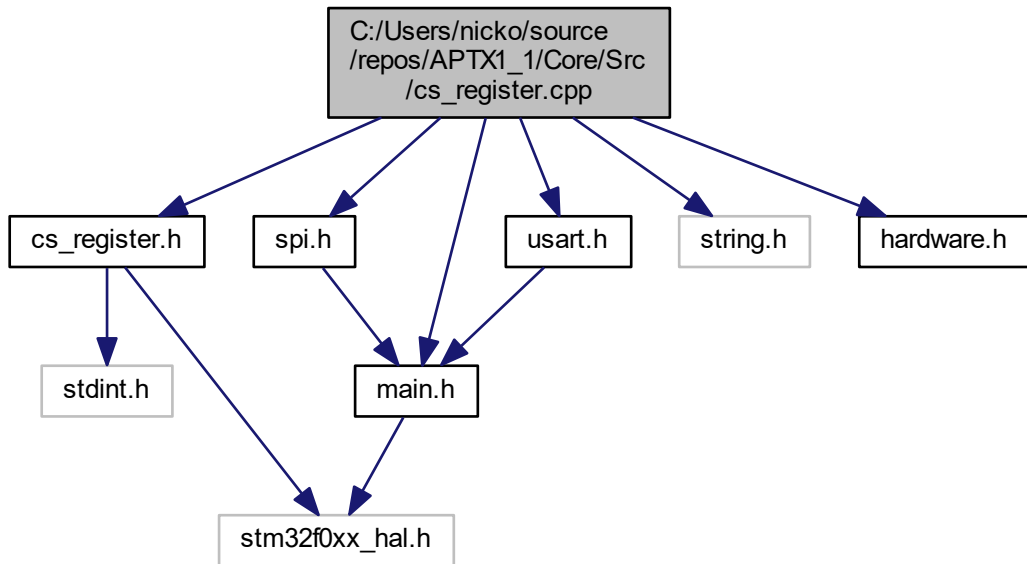 C:/Users/nicko/source
/repos/APTX1_1/Core/Src
/cs_register.cpp
cs_register.h
spi.h
usart.h
string.h
hardware.h
stdint.h
main.h
stm32f0xx_hal.h